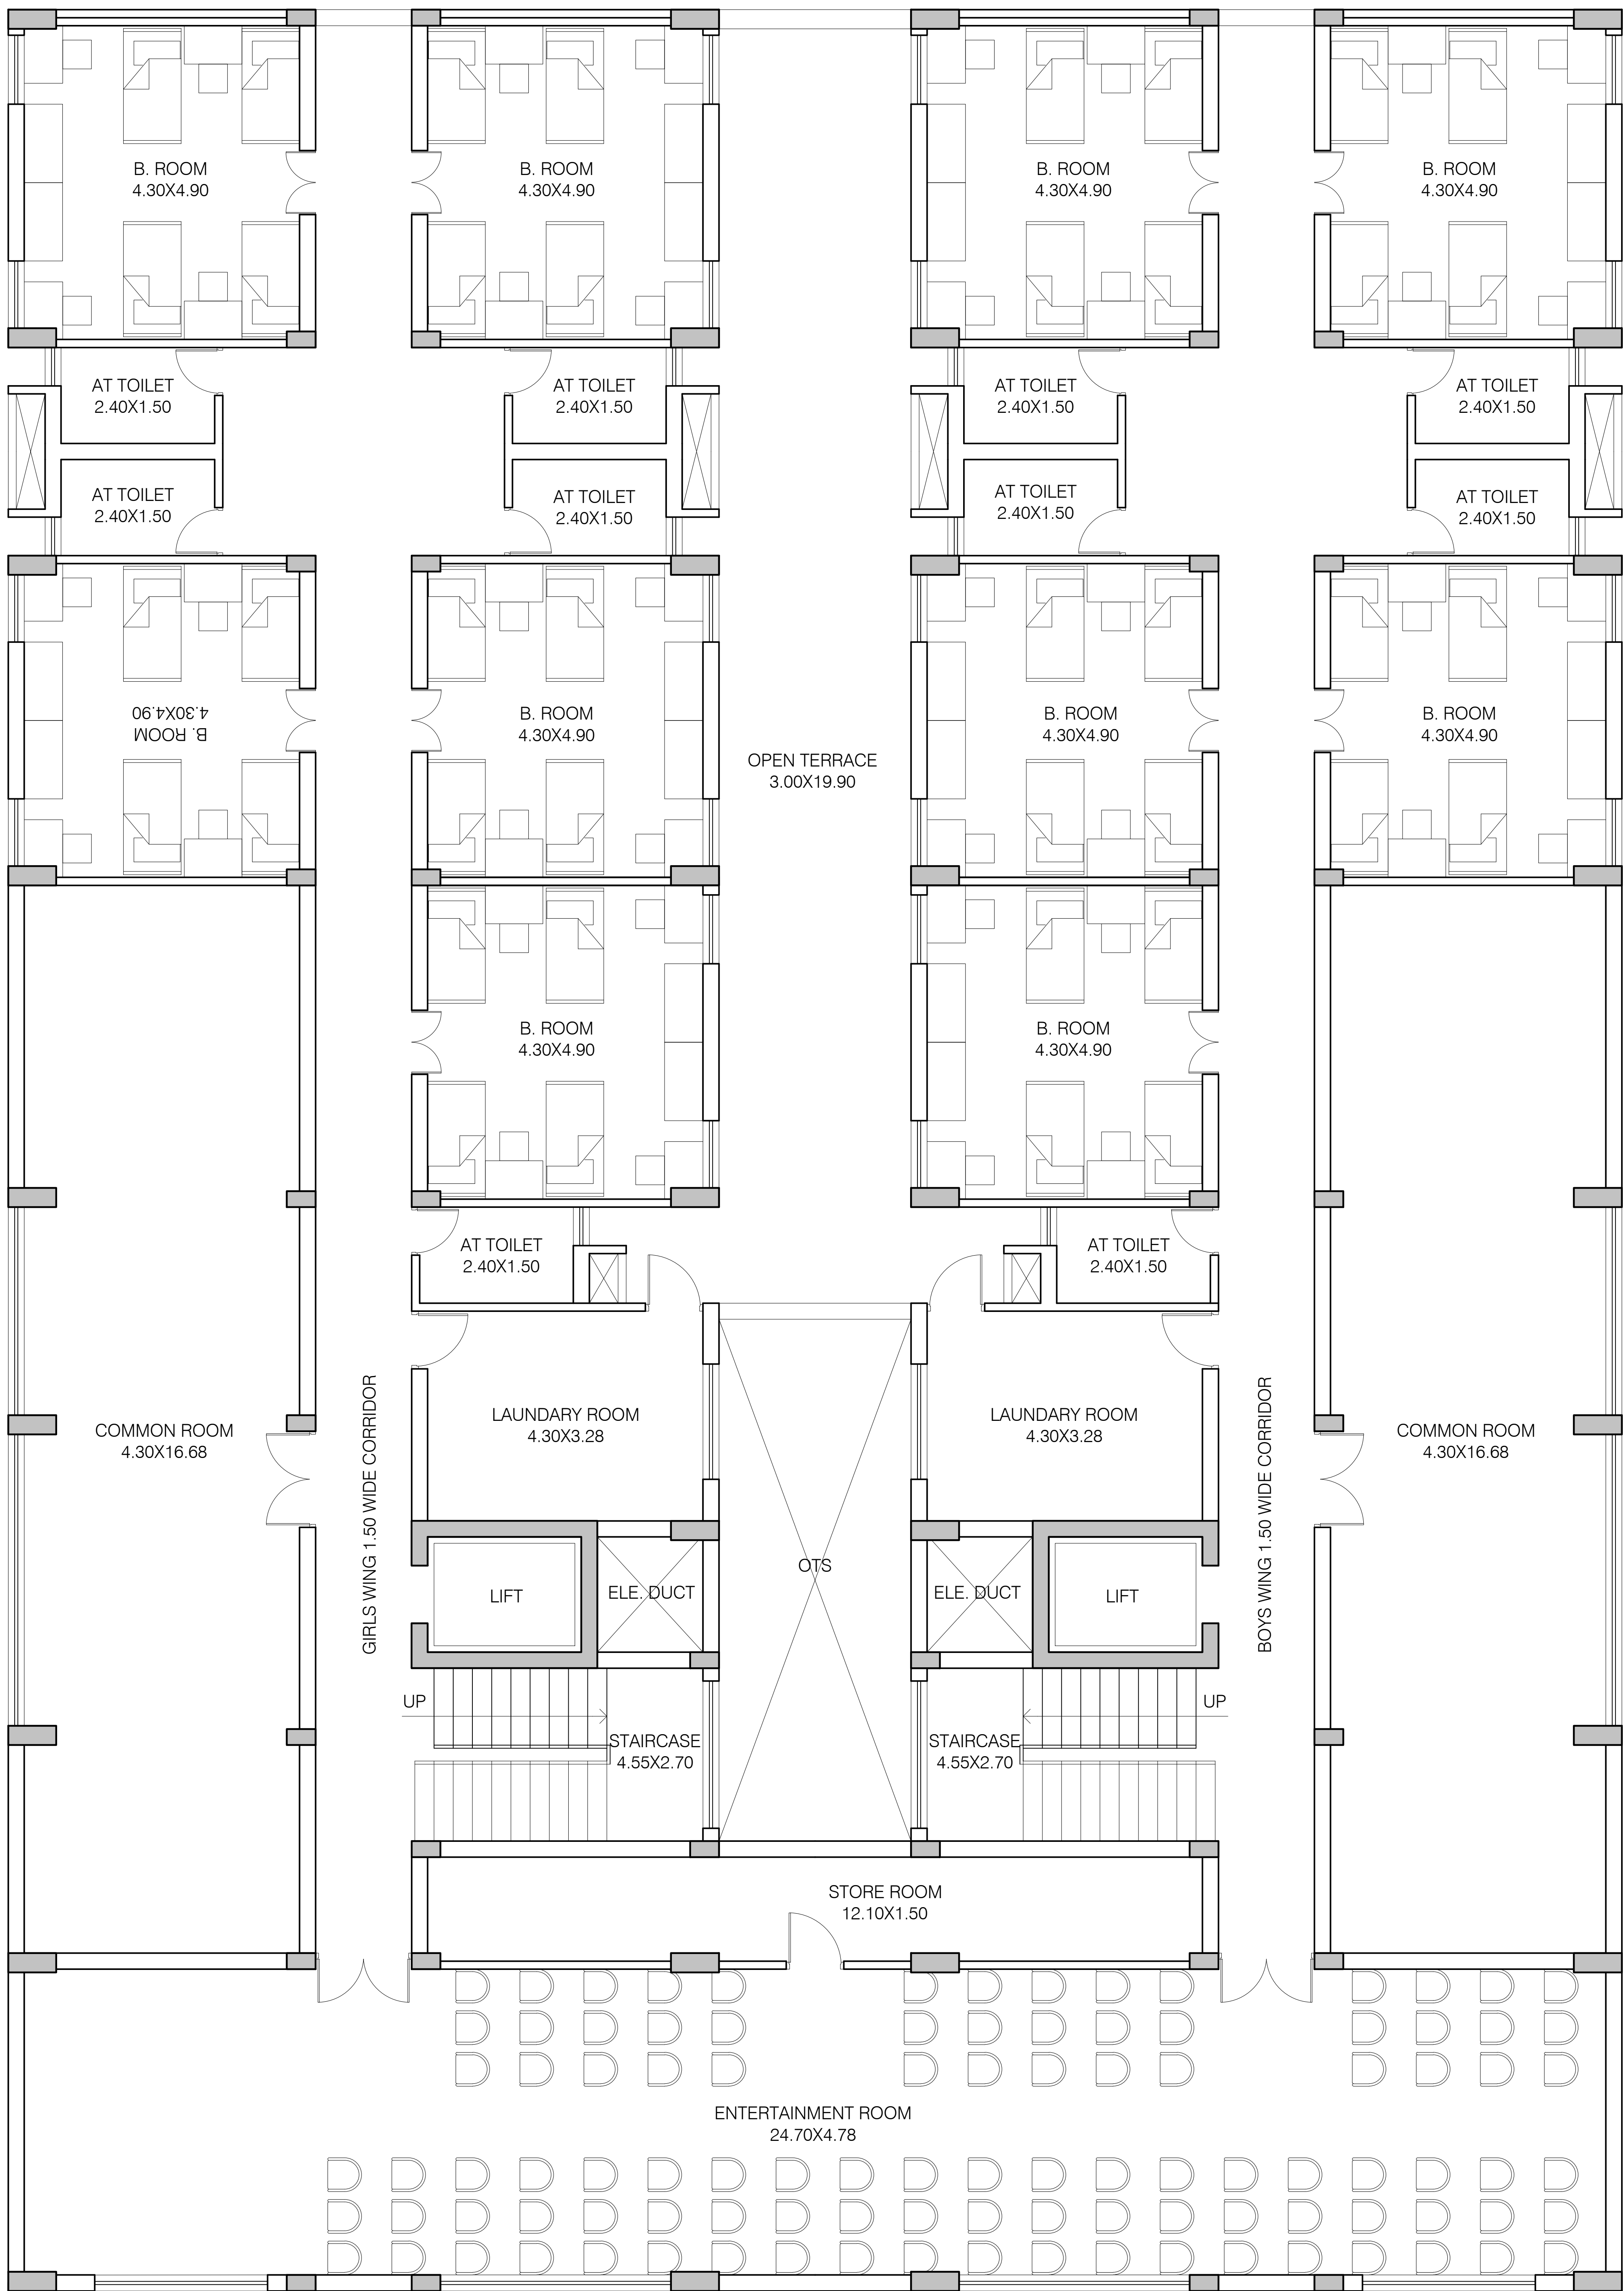 B. ROOM
4.30X4.90
B. ROOM
4.30X4.90
B. ROOM
4.30X4.90
B. ROOM
4.30X4.90
AT TOILET
2.40X1.50
AT TOILET
2.40X1.50
AT TOILET
2.40X1.50
AT TOILET
2.40X1.50
AT TOILET
2.40X1.50
AT TOILET
2.40X1.50
AT TOILET
2.40X1.50
AT TOILET
2.40X1.50
B. ROOM
4.30X4.90
B. ROOM
4.30X4.90
B. ROOM
4.30X4.90
B. ROOM
4.30X4.90
OPEN TERRACE
3.00X19.90
B. ROOM
4.30X4.90
B. ROOM
4.30X4.90
AT TOILET
2.40X1.50
AT TOILET
2.40X1.50
COMMON ROOM
4.30X16.68
GIRLS WING 1.50 WIDE CORRIDOR
LAUNDARY ROOM
4.30X3.28
LAUNDARY ROOM
4.30X3.28
BOYS WING 1.50 WIDE CORRIDOR
COMMON ROOM
4.30X16.68
LIFT
ELE. DUCT
OTS
ELE. DUCT
LIFT
UP
STAIRCASE
4.55X2.70
STAIRCASE
4.55X2.70
UP
STORE ROOM
12.10X1.50
ENTERTAINMENT ROOM
24.70X4.78